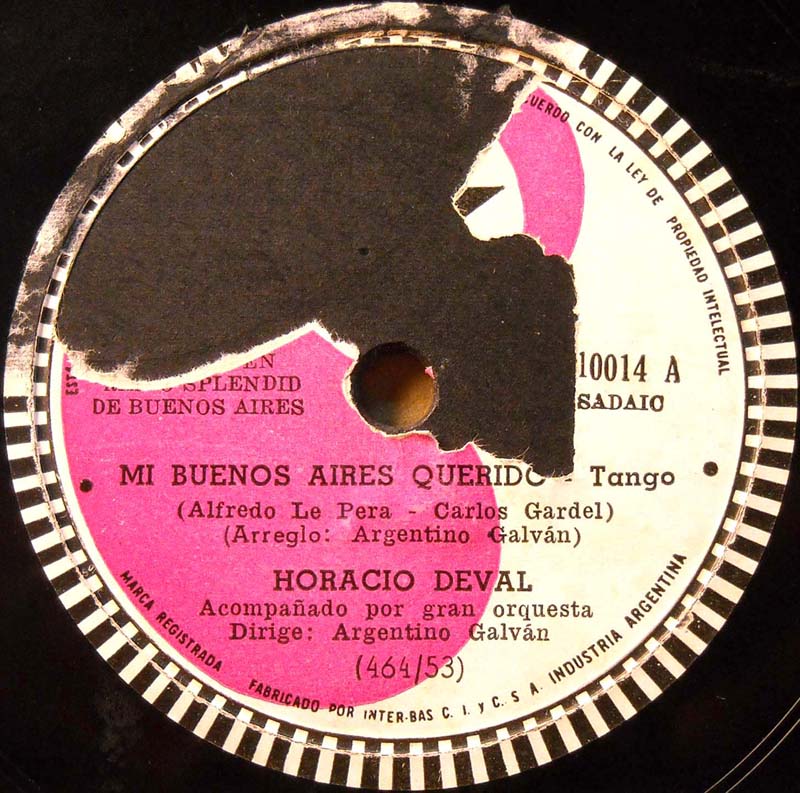 CUERDO CON LA LEY DE PROPIEDAD INTELECTUAL
EN
SPLENDID
DE BUENOS AIRES
10014 A
SADAIC
MI BUENOS AIRES QUERIDO - Tango
(Alfredo Le Pera - Carlos Gardel)
(Arreglo: Argentino Galván)
HORACIO DEVAL
Acompañado por gran orquesta
Dirige: Argentino Galván
(464/53)
MARCA REGISTRADA
FABRICADO POR INTER-BAS C. I. y C. S A. INDUSTRIA ARGENTINA